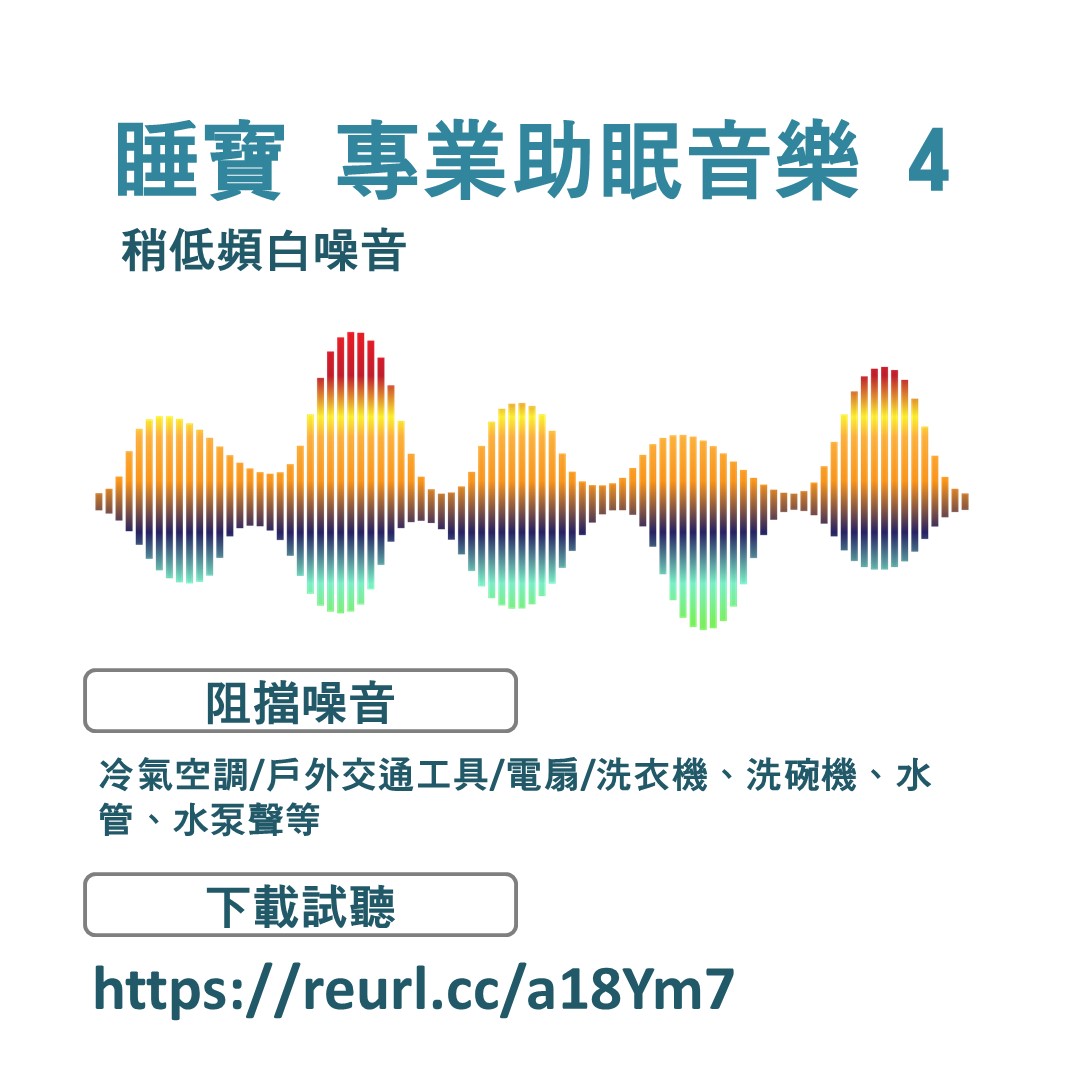 睡寶 專業助眠音樂 4
稍低頻白噪音
阻擋噪音
冷氣空調/戶外交通工具/電扇/洗衣機、洗碗機、水
管、水泵聲等
下載試聽
https://reurl.cc/a18Ym7